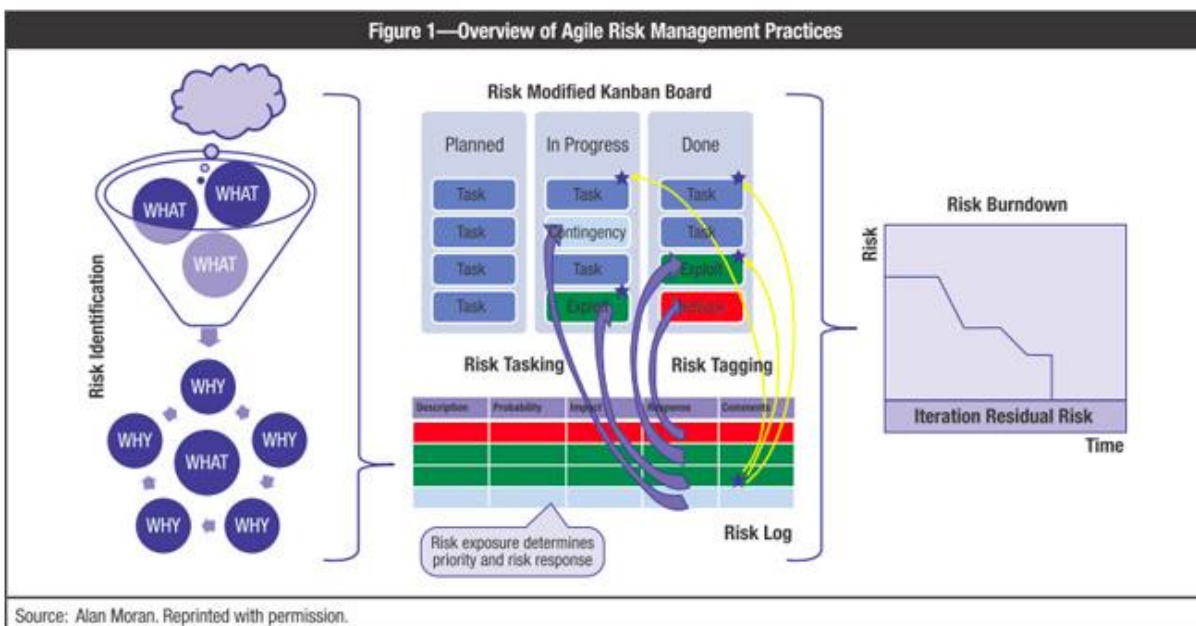 Figure 1—Overview of Agile Risk Management Practices
Risk Identification
WHAT
WHAT
WHAT
WHY
WHY
WHAT
WHY
WHY
WHY
Risk Modified Kanban Board
Planned
In Progress
Done
Task
Task
Task
Task
Contingency
Task
Task
Task
Exploit
Task
Exploit
Risk Tasking
Risk Tagging
Description
Probability
Impact
Response
Comments
Risk exposure determines
priority and risk response
Risk Log
Risk Burndown
Risk
Iteration Residual Risk
Time
Source: Alan Moran. Reprinted with permission.